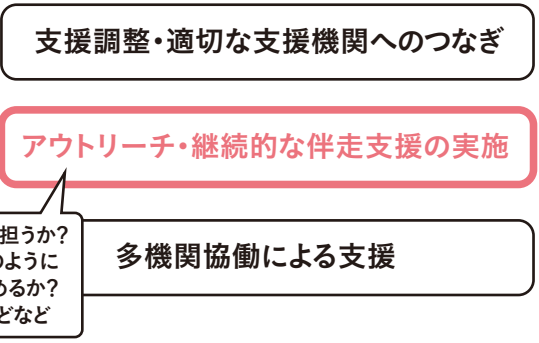 支援調整・適切な支援機関へのつなぎ
アウトリーチ・継続的な伴走支援の実施
担うか?
のように
めるか?
などなど
多機関協働による支援